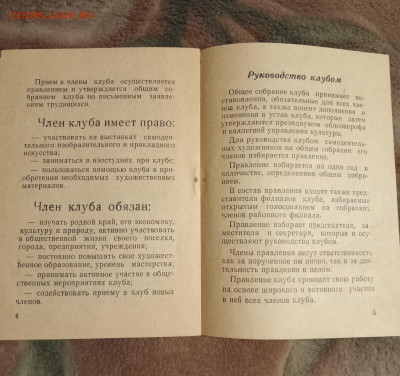 Прием в члены клуба осуществляется
правлением и утверждается общим со-
бранием клуба по письменным заявле-
нием трудящихся.
Член клуба имеет право:
— участвовать на выставках самодея-
тельного изобразительного и прикладного
искусства;
— заниматься в изостудиях при клубе;
— пользоваться помощью клуба в при-
обретении необходимых художественных
материалов.
Член клуба обязан:
— изучать родной край, его экономику,
культуру и природу, активно участвовать
в общественной жизни своего поселка,
города, предприятия, учреждения;
— постоянно повышать свое художест-
венное образование, уровень мастерства;
— принимать активное участие в обще-
ственных мероприятиях клуба;
— содействовать приему в клуб новых
членов.
4
Руководство клубом
Общее собрание клуба принимает по-
становления, обязательные для всех чле-
нов клуба, а также вносит дополнения и
изменения в устав клуба, которые затем
утверждаются президиумом облсовпрофа
и коллегией управления культуры.
Для руководства клубом самодеятель-
ных художников на общем собрании его
членов избирается правление.
Правление избирается на один год в
количестве, определенном общим собра-
нием.
В состав правления входят также пред-
ставители филиалов клуба, избираемые
открытым голосованием на собраниях
членов районного филиала.
Правление избирает председателя, за-
местителя и секретаря, которые и осущест-
вляют руководство клубом.
Члены правления несут ответственность
как за порученное им лично, так и за дея-
тельность правления в целом.
Правление клуба проводит свою работу
на основе широкого и активного участия
в ней всех членов клуба.
5